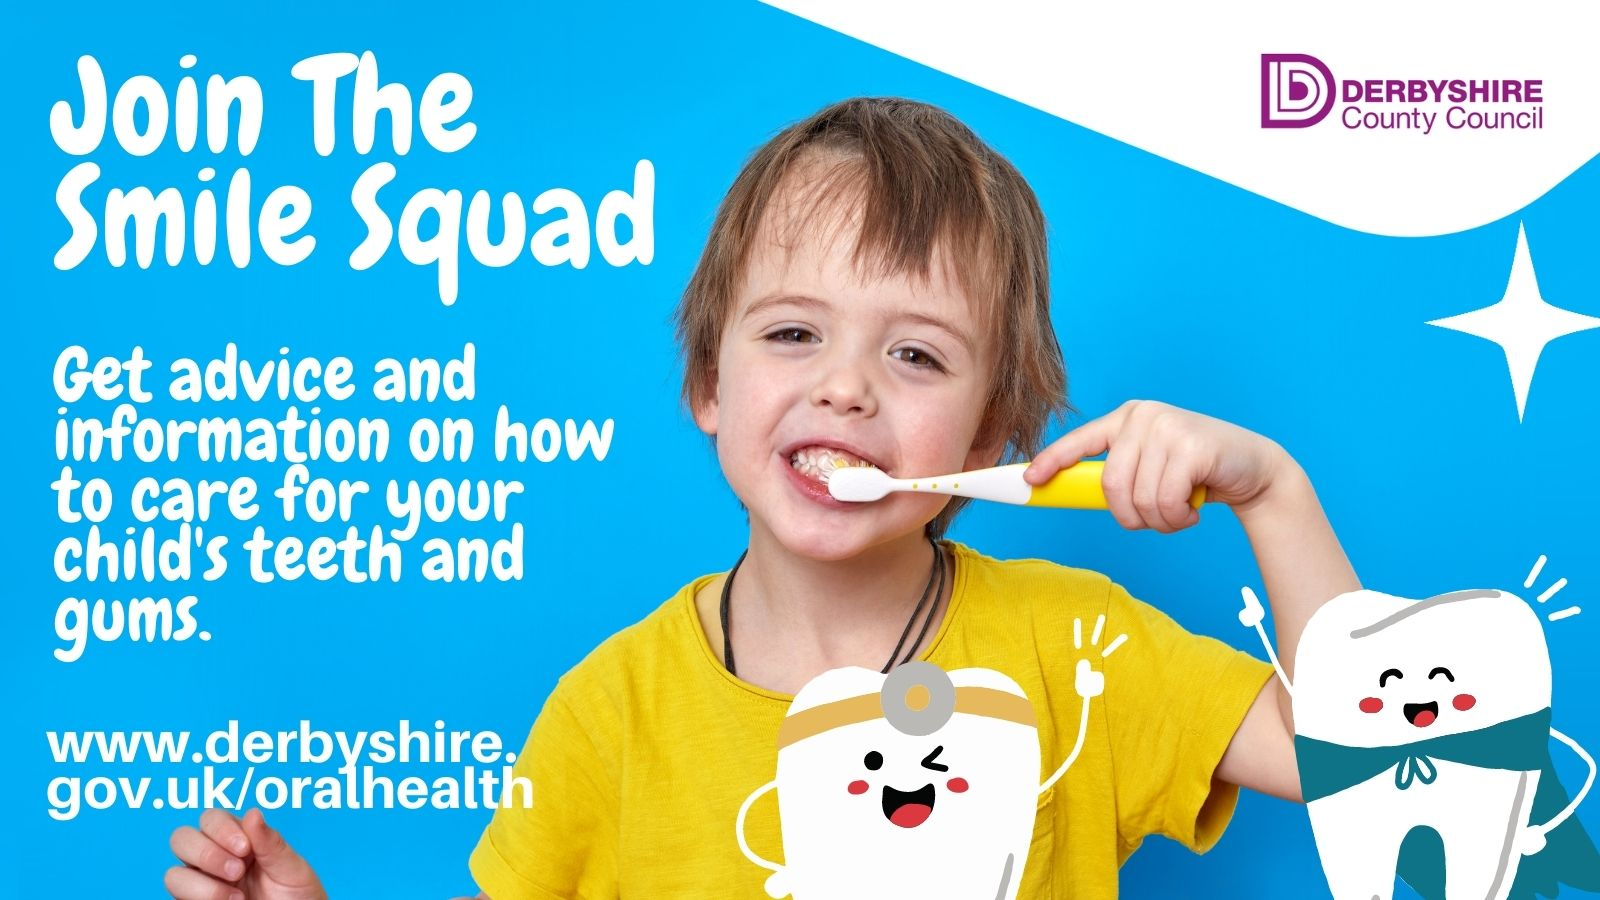 Join The
Smile Squad
Get advice and
information on how
to care for your
child's teeth and
gums.
www.derbyshire.
gov.uk/oralhealth
DERBYSHIRE
County Council